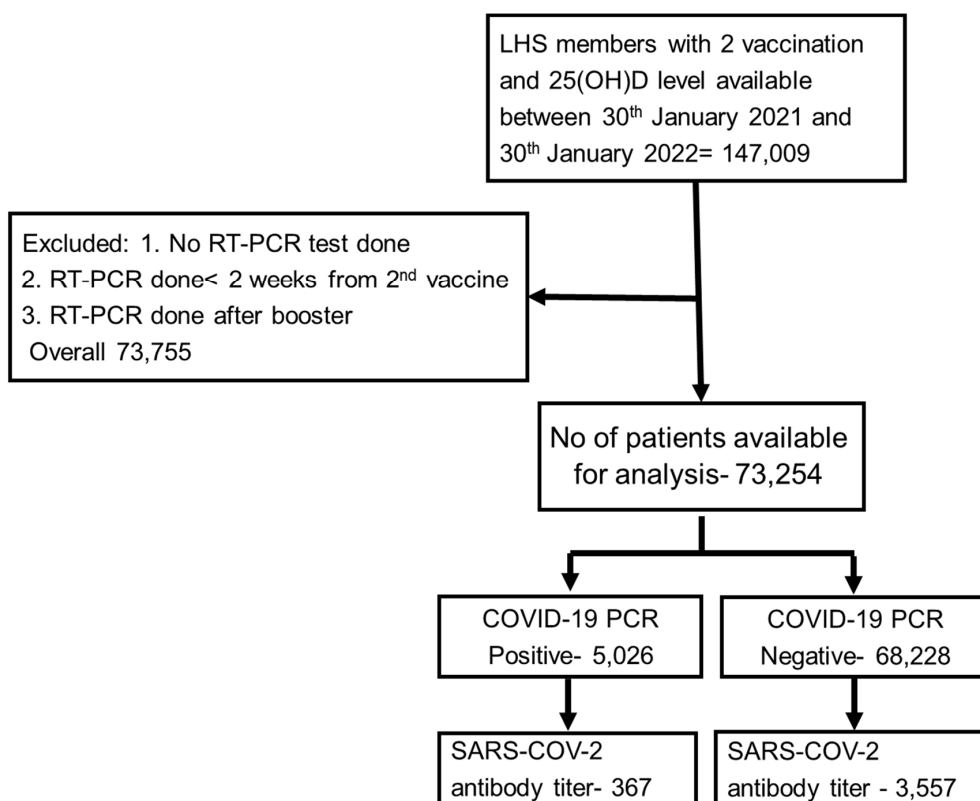 LHS members with 2 vaccination
and 25(OH)D level available
between 30th January 2021 and
30th January 2022= 147,009
Excluded: 1. No RT-PCR test done
2. RT-PCR done< 2 weeks from 2nd vaccine
3. RT-PCR done after booster
Overall 73,755
No of patients available
for analysis- 73,254
COVID-19 PCR
Positive- 5,026
COVID-19 PCR
Negative- 68,228
SARS-COV-2
antibody titer- 367
SARS-COV-2
antibody titer - 3,557